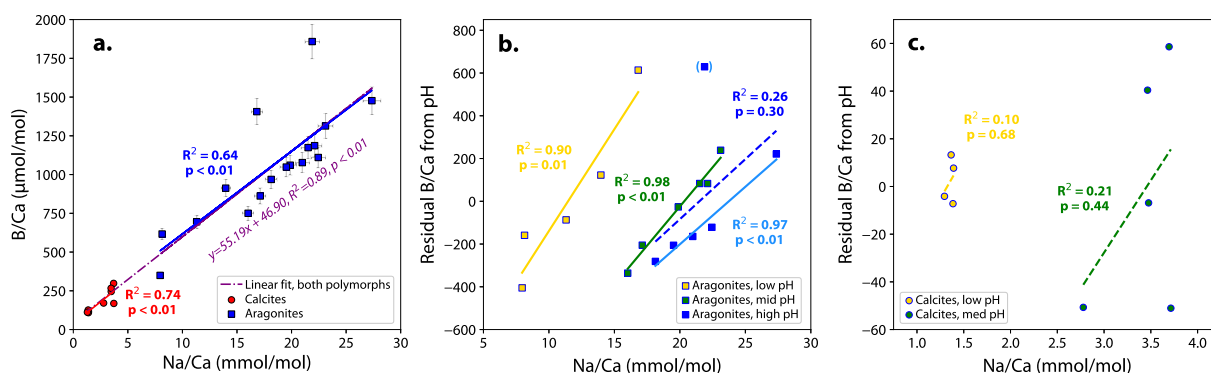 a.
B/Ca (μmol/mol)
2000
1750
1500
1250
1000
750
500
250
0
R² = 0.64
p < 0.01
y=55.19x + 46.90, R²=0.89, p < 0.01
R² = 0.74
p < 0.01
Linear fit, both polymorphs
Calcites
Aragonites
0 5 10 15 20 25 30
Na/Ca (mmol/mol)
b.
Residual B/Ca from pH
800
600
400
200
0
−200
−400
−600
( )
R² = 0.90
p = 0.01
R² = 0.26
p = 0.30
R² = 0.98
p < 0.01
R² = 0.97
p < 0.01
Aragonites, low pH
Aragonites, mid pH
Aragonites, high pH
5 10 15 20 25 30
Na/Ca (mmol/mol)
c.
Residual B/Ca from pH
60
40
20
0
−20
−40
−60
R² = 0.10
p = 0.68
R² = 0.21
p = 0.44
Calcites, low pH
Calcites, med pH
1.0 1.5 2.0 2.5 3.0 3.5 4.0
Na/Ca (mmol/mol)